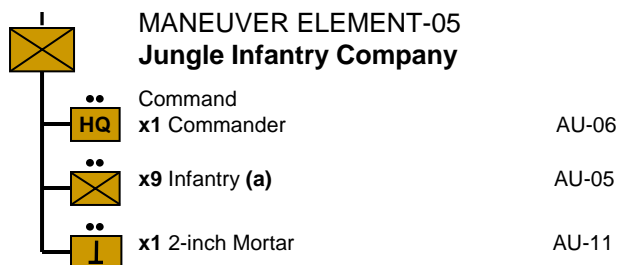 MANEUVER ELEMENT-05
Jungle Infantry Company
Command
HQ x1 Commander AU-06
x9 Infantry (a) AU-05
x1 2-inch Mortar AU-11